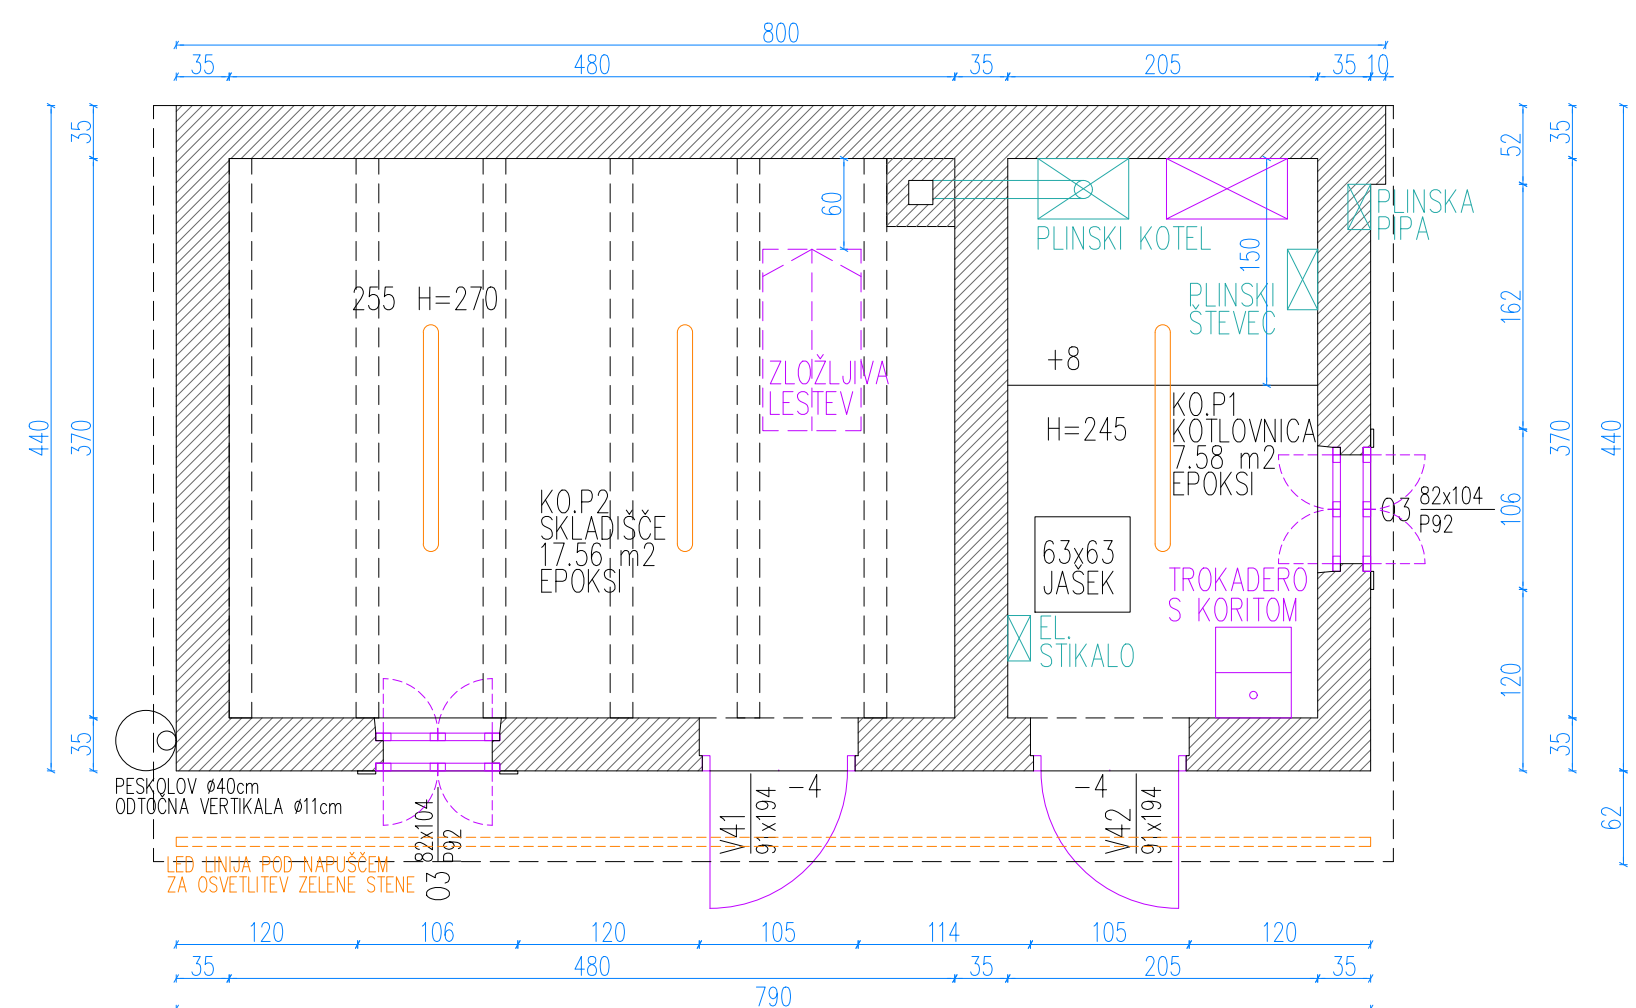 800
35 480 35 205 35 10
35
370
440
35
52
35
162
370
440
106
120
35
62
60
150
PLINSKI KOTEL
PLINSKA
PIPA
PLINSKI
ŠTEVEC
255 H=270
ZLOŽLJIVA
LESTEV
+8
H=245
KO.P1
KOTLOVNICA
7.58 m2
EPOKSI
KO.P2
SKLADIŠČE
17.56 m2
EPOKSI
O3 82x104
P92
63x63
JAŠEK
TROKADERO
S KORITOM
EL.
STIKALO
PESKOLOV ø40cm
ODTOČNA VERTIKALA ø11cm
O3 82x104
P92
V41
91x194
-4
-4
V42
91x194
LED LINIJA POD NAPUŠČEM
ZA OSVETLITEV ZELENE STENE
120 106 120 105 114 105 120
35 480 35 205 35
790